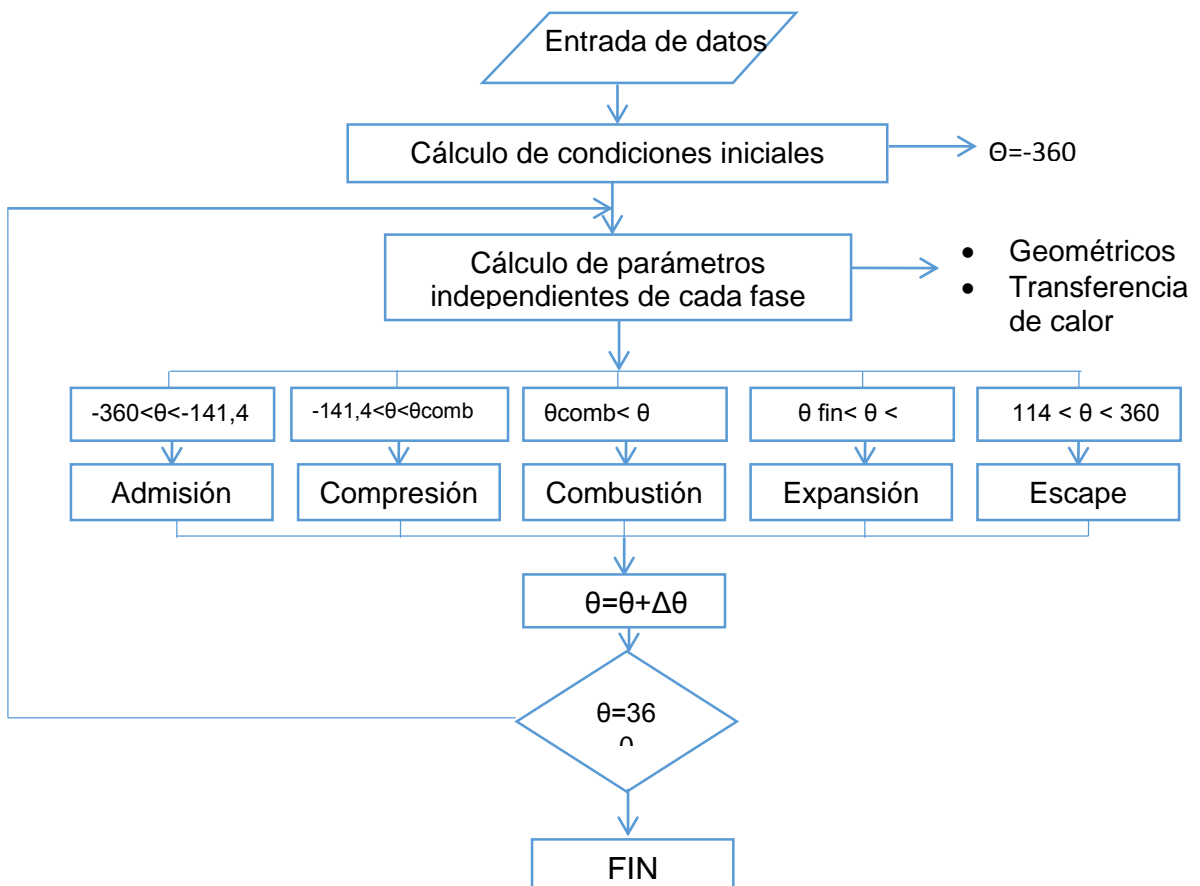 Entrada de datos
Cálculo de condiciones iniciales
Θ=-360
Cálculo de parámetros
independientes de cada fase
• Geométricos
• Transferencia
de calor
-360<θ<-141,4
-141,4<θ<θcomb
θcomb< θ
θ fin< θ <
114 < θ < 360
Admisión
Compresión
Combustión
Expansión
Escape
θ=θ+Δθ
θ=36
0
FIN